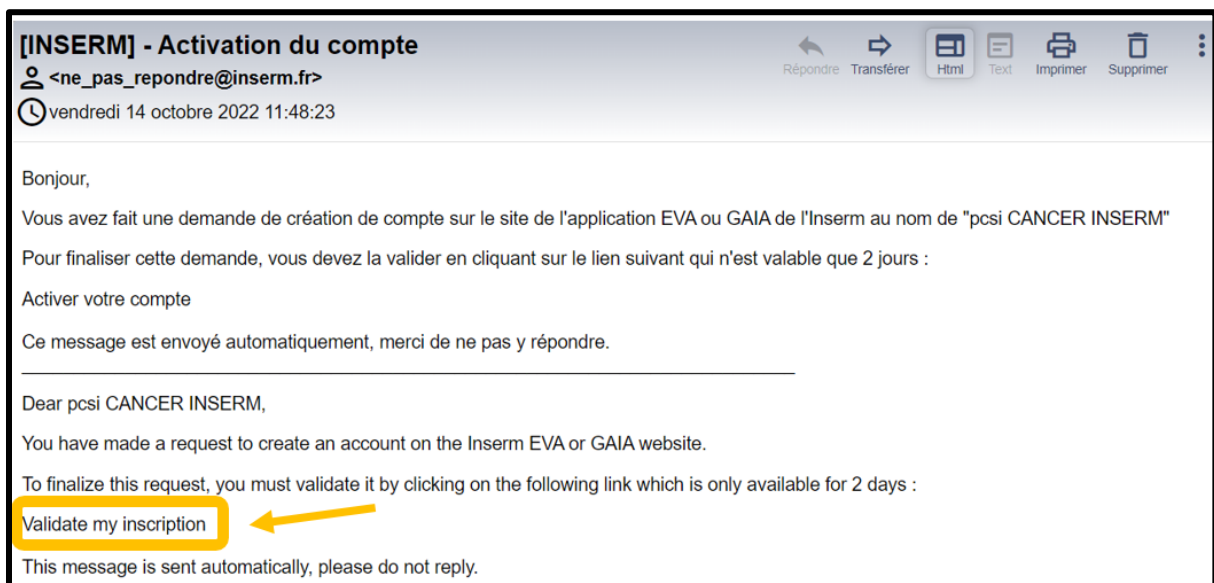 [INSERM] - Activation du compte
<ne_pas_repondre@inserm.fr>
vendredi 14 octobre 2022 11:48:23
Répondre Transférer Html Text Imprimer Supprimer
Bonjour,
Vous avez fait une demande de création de compte sur le site de l'application EVA ou GAIA de l'Inserm au nom de "pcsi CANCER INSERM"
Pour finaliser cette demande, vous devez la valider en cliquant sur le lien suivant qui n'est valable que 2 jours :
Activer votre compte
Ce message est envoyé automatiquement, merci de ne pas y répondre.
Dear pcsi CANCER INSERM,
You have made a request to create an account on the Inserm EVA or GAIA website.
To finalize this request, you must validate it by clicking on the following link which is only available for 2 days :
Validate my inscription
This message is sent automatically, please do not reply.